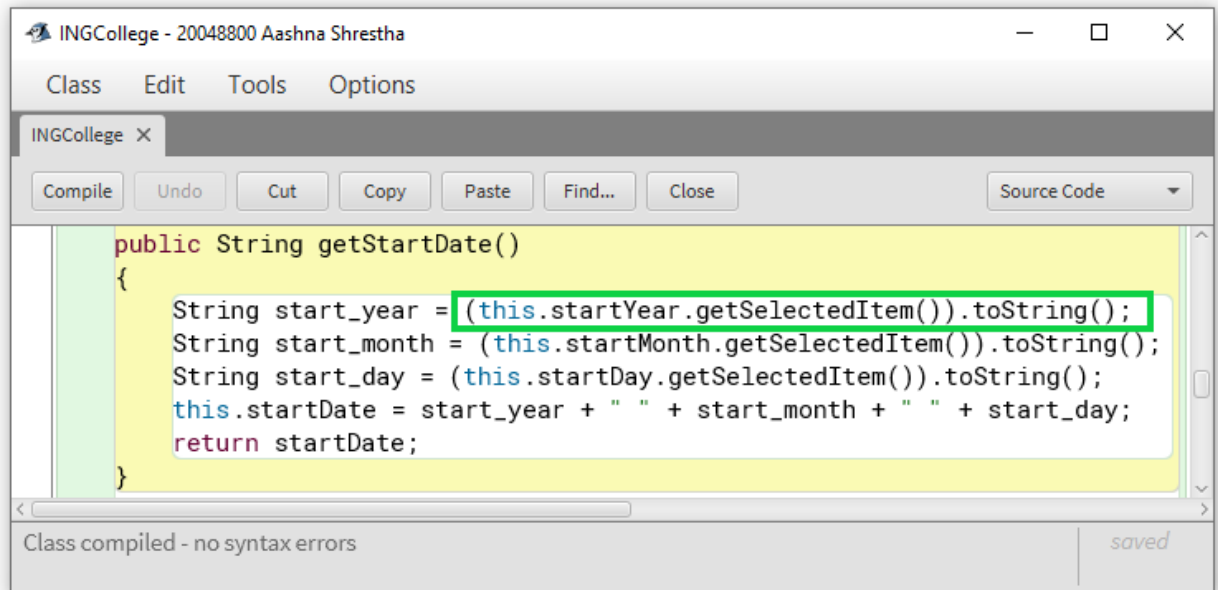 INGCollege - 20048800 Aashna Shrestha
Class Edit Tools Options
INGCollege
Compile Undo Cut Copy Paste Find... Close Source Code
public String getStartDate()
{
String start_year = (this.startYear.getSelectedItem()).toString();
String start_month = (this.startMonth.getSelectedItem()).toString();
String start_day = (this.startDay.getSelectedItem()).toString();
this.startDate = start_year + " " + start_month + " " + start_day;
return startDate;
}
Class compiled - no syntax errors saved